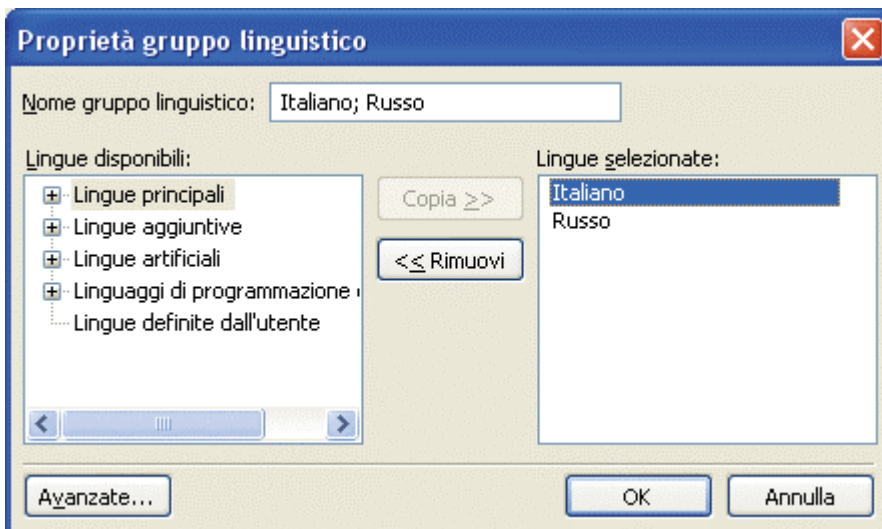 Proprietà gruppo linguistico
Nome gruppo linguistico: Italiano; Russo
Lingue disponibili:
Lingue principali
Lingue aggiuntive
Lingue artificiali
Linguaggi di programmazione
Lingue definite dall'utente
Copia >>
<< Rimuovi
Lingue selezionate:
Italiano
Russo
Avanzate...
OK
Annulla